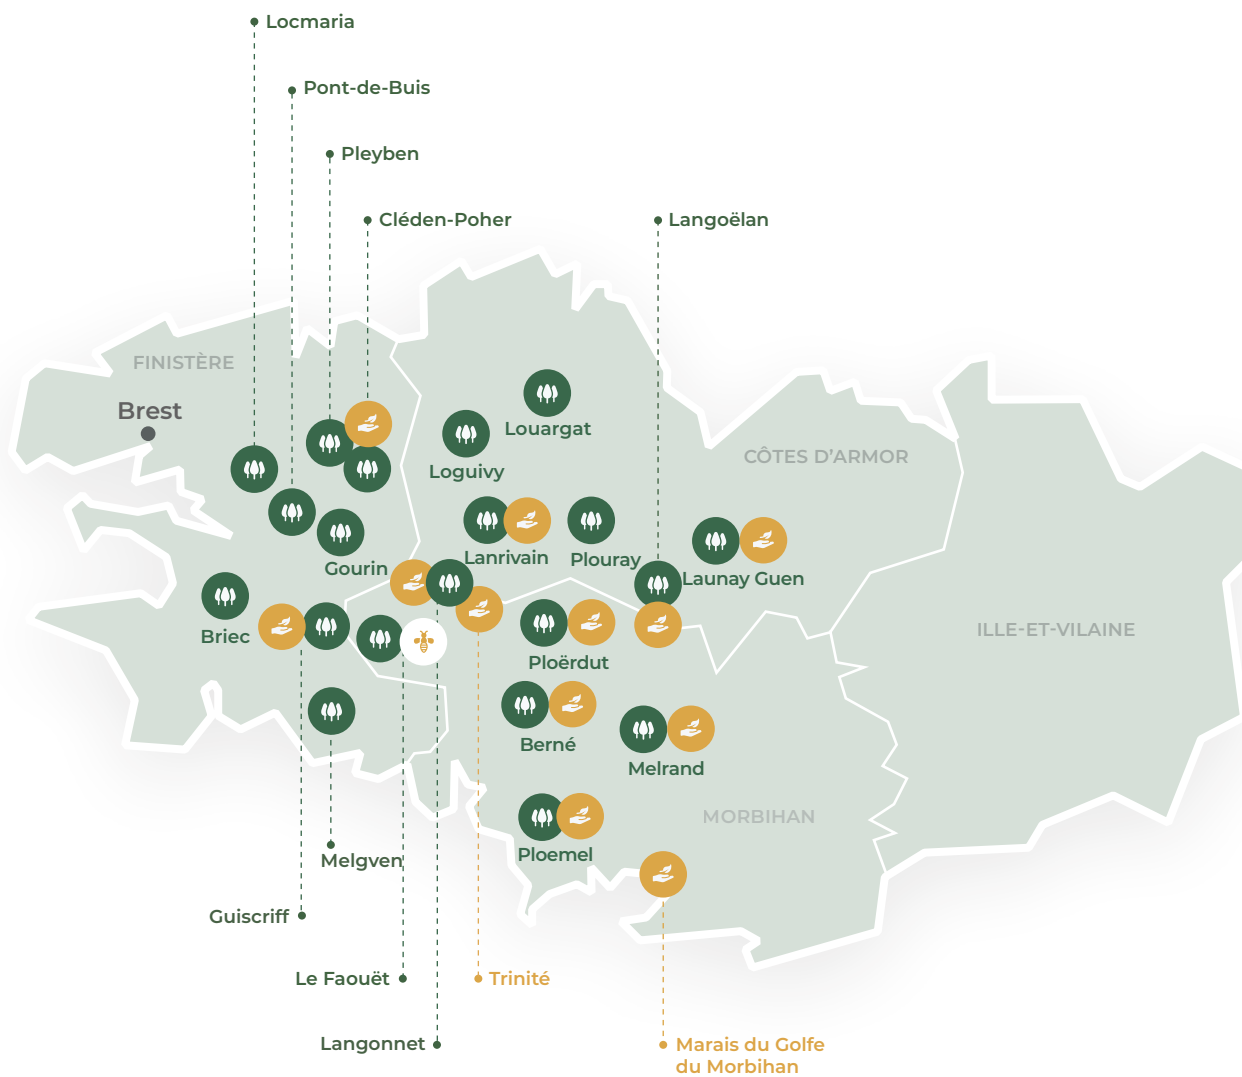 Locmaria
Pont-de-Buis
Pleyben
Cléden-Poher
Langoëlan
FINISTÈRE
Brest
Louargat
CÔTES D'ARMOR
Loguivy
Lanrivain
Plouray
Gourin
Launay Guen
Briec
ILLE-ET-VILAINE
Ploërdut
Berné
Melrand
MORBIHAN
Ploemel
Melgven
Guiscriff
Le Faouët
Trinité
Langonnet
Marais du Golfe
du Morbihan